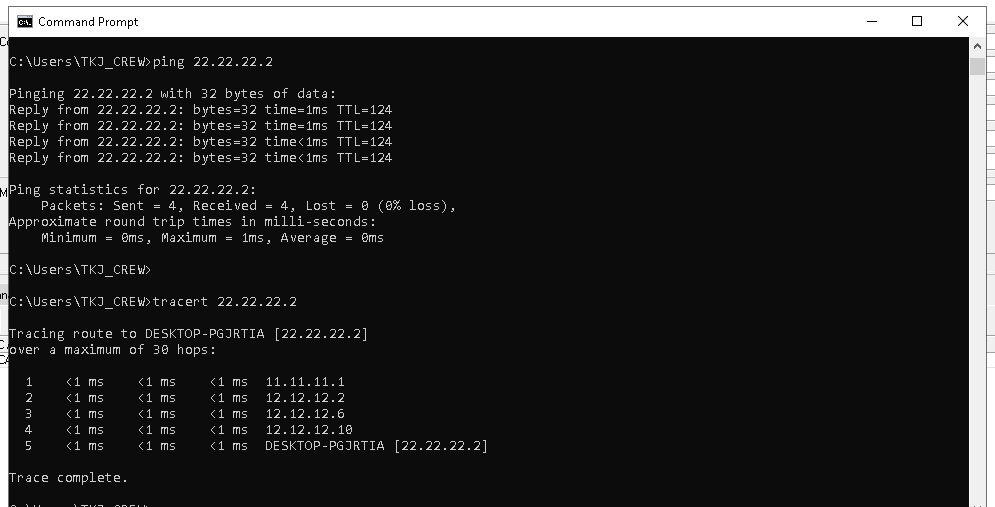 Command Prompt
C:\Users\TKJ_CREW>ping 22.22.22.2
Pinging 22.22.22.2 with 32 bytes of data:
Reply from 22.22.22.2: bytes=32 time=1ms TTL=124
Reply from 22.22.22.2: bytes=32 time=1ms TTL=124
Reply from 22.22.22.2: bytes=32 time<1ms TTL=124
Reply from 22.22.22.2: bytes=32 time<1ms TTL=124
Ping statistics for 22.22.22.2:
    Packets: Sent = 4, Received = 4, Lost = 0 (0% loss),
Approximate round trip times in milli-seconds:
    Minimum = 0ms, Maximum = 1ms, Average = 0ms
C:\Users\TKJ_CREW>
C:\Users\TKJ_CREW>tracert 22.22.22.2
Tracing route to DESKTOP-PGJRTIA [22.22.22.2]
over a maximum of 30 hops:
  1    <1 ms    <1 ms    <1 ms  11.11.11.1
  2    <1 ms    <1 ms    <1 ms  12.12.12.2
  3    <1 ms    <1 ms    <1 ms  12.12.12.6
  4    <1 ms    <1 ms    <1 ms  12.12.12.10
  5    <1 ms    <1 ms    <1 ms  DESKTOP-PGJRTIA [22.22.22.2]
Trace complete.